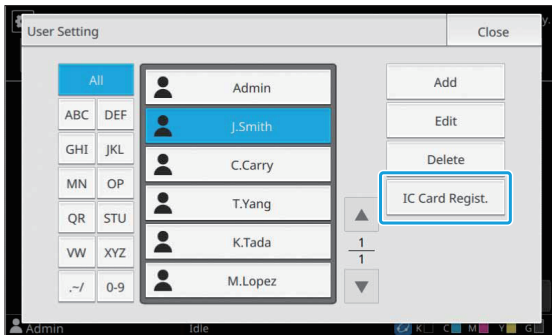 User Setting
Close
All
ABC DEF
GHI JKL
MN OP
QR STU
VW XYZ
.~/ 0-9
Admin
J.Smith
C.Carry
T.Yang
K.Tada
M.Lopez
1
1
Add
Edit
Delete
IC Card Regist.
Admin
Idle
K C M Y G